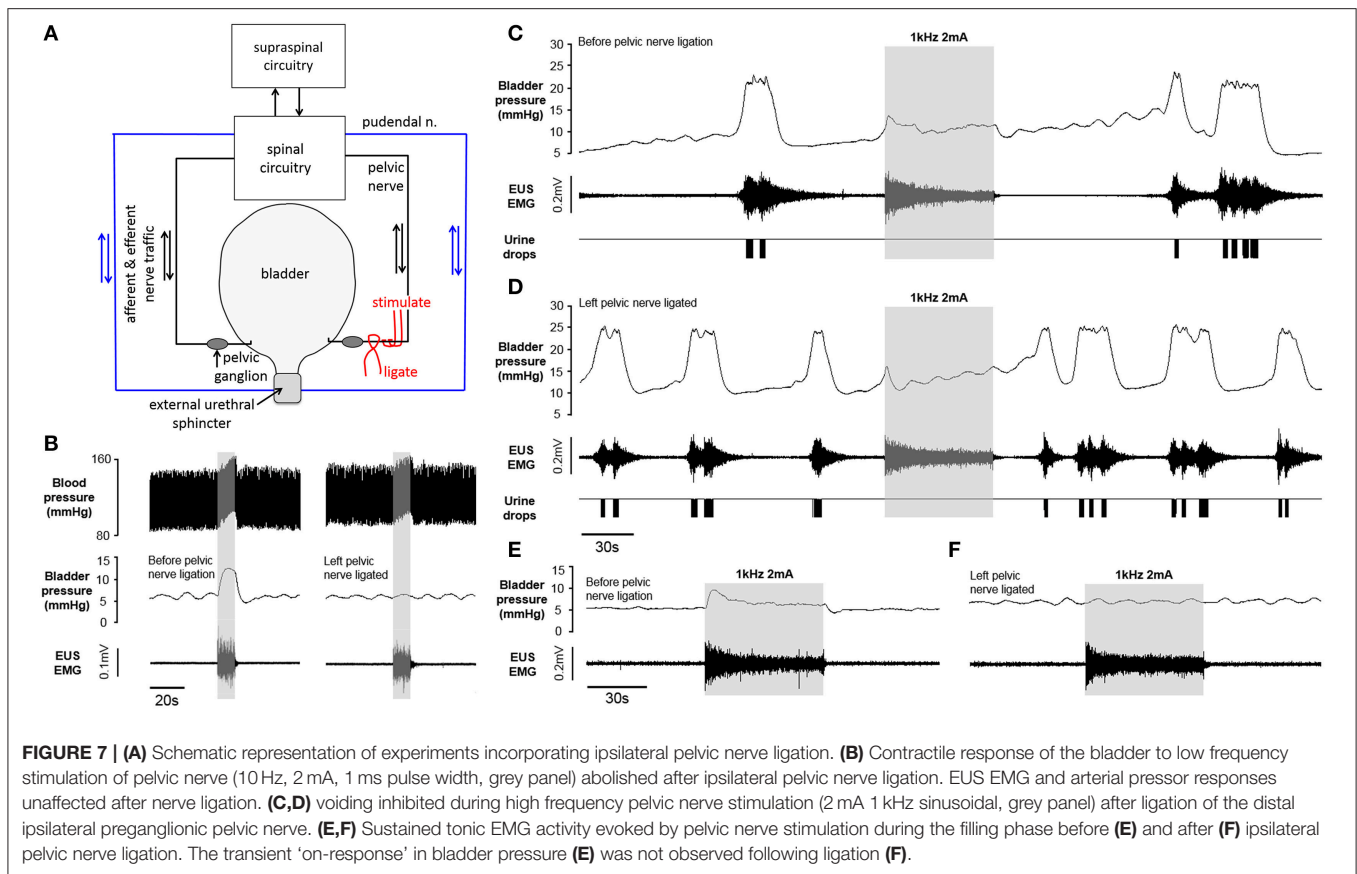 A
supraspinal
circuitry
pudendal n.
spinal
circuitry
pelvic
nerve
afferent & efferent
nerve traffic
bladder
stimulate
pelvic
ganglion
ligate
external urethral
sphincter
B
160
Blood
pressure
(mmHg)
80
15
Before pelvic
nerve ligation
Left pelvic
nerve ligated
Bladder
pressure
(mmHg)
10
5
0
EUS
EMG
0.1mV
20s
C
1kHz 2mA
30
Before pelvic nerve ligation
25
Bladder
pressure
(mmHg)
20
15
10
5
EUS
EMG
0.2mV
Urine
drops
D
1kHz 2mA
30
Left pelvic nerve ligated
25
Bladder
pressure
(mmHg)
20
15
10
5
EUS
EMG
0.2mV
Urine
drops
30s
E
1kHz 2mA
15
Before pelvic
nerve ligation
Bladder
pressure
(mmHg)
10
5
0
EUS
EMG
0.2mV
30s
F
1kHz 2mA
Left pelvic
nerve ligated
FIGURE 7 | (A) Schematic representation of experiments incorporating ipsilateral pelvic nerve ligation. (B) Contractile response of the bladder to low frequency
stimulation of pelvic nerve (10 Hz, 2 mA, 1 ms pulse width, grey panel) abolished after ipsilateral pelvic nerve ligation. EUS EMG and arterial pressor responses
unaffected after nerve ligation. (C,D) voiding inhibited during high frequency pelvic nerve stimulation (2 mA 1 kHz sinusoidal, grey panel) after ligation of the distal
ipsilateral preganglionic pelvic nerve. (E,F) Sustained tonic EMG activity evoked by pelvic nerve stimulation during the filling phase before (E) and after (F) ipsilateral
pelvic nerve ligation. The transient ‘on-response’ in bladder pressure (E) was not observed following ligation (F).